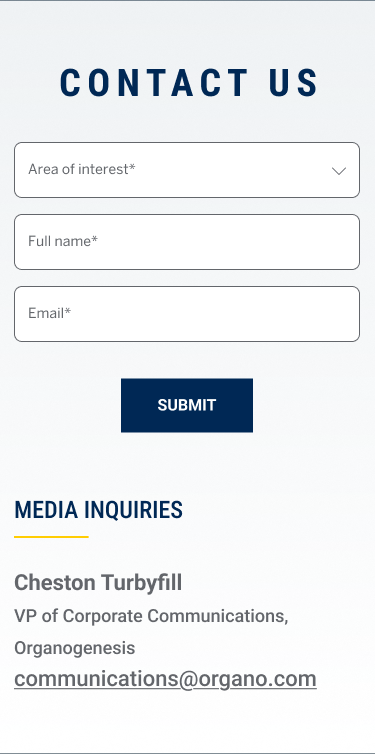 CONTACT US
Area of interest*
Full name*
Email*
SUBMIT
MEDIA INQUIRIES
Cheston Turbyfill
VP of Corporate Communications,
Organogenesis
communications@organo.com